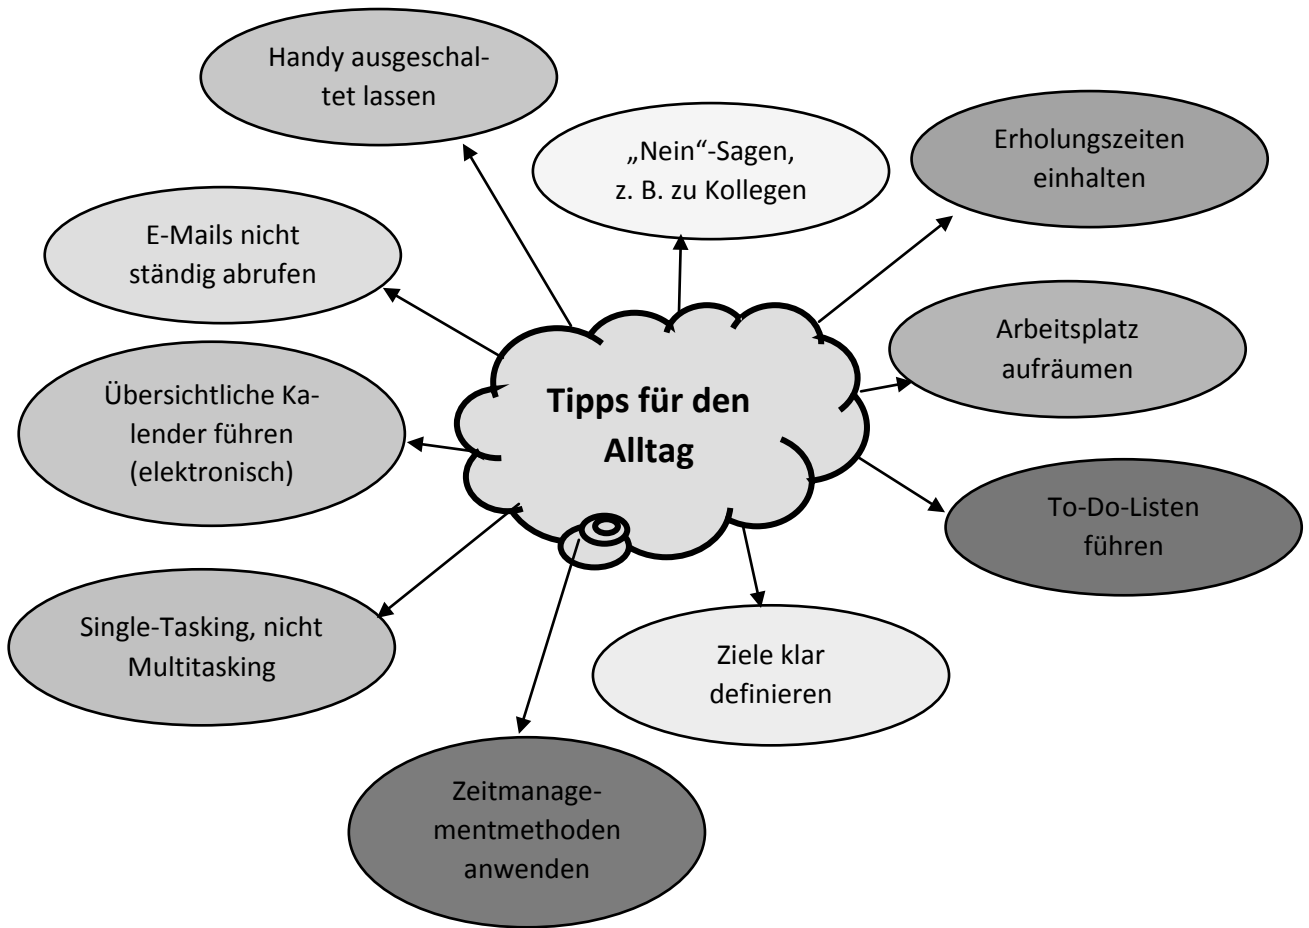 Handy ausgeschal-
tet lassen
„Nein“-Sagen,
z. B. zu Kollegen
Erholungszeiten
einhalten
E-Mails nicht
ständig abrufen
Arbeitsplatz
aufräumen
Übersichtliche Ka-
lender führen
(elektronisch)
Tipps für den
Alltag
To-Do-Listen
führen
Single-Tasking, nicht
Multitasking
Ziele klar
definieren
Zeitmanage-
mentmethoden
anwenden